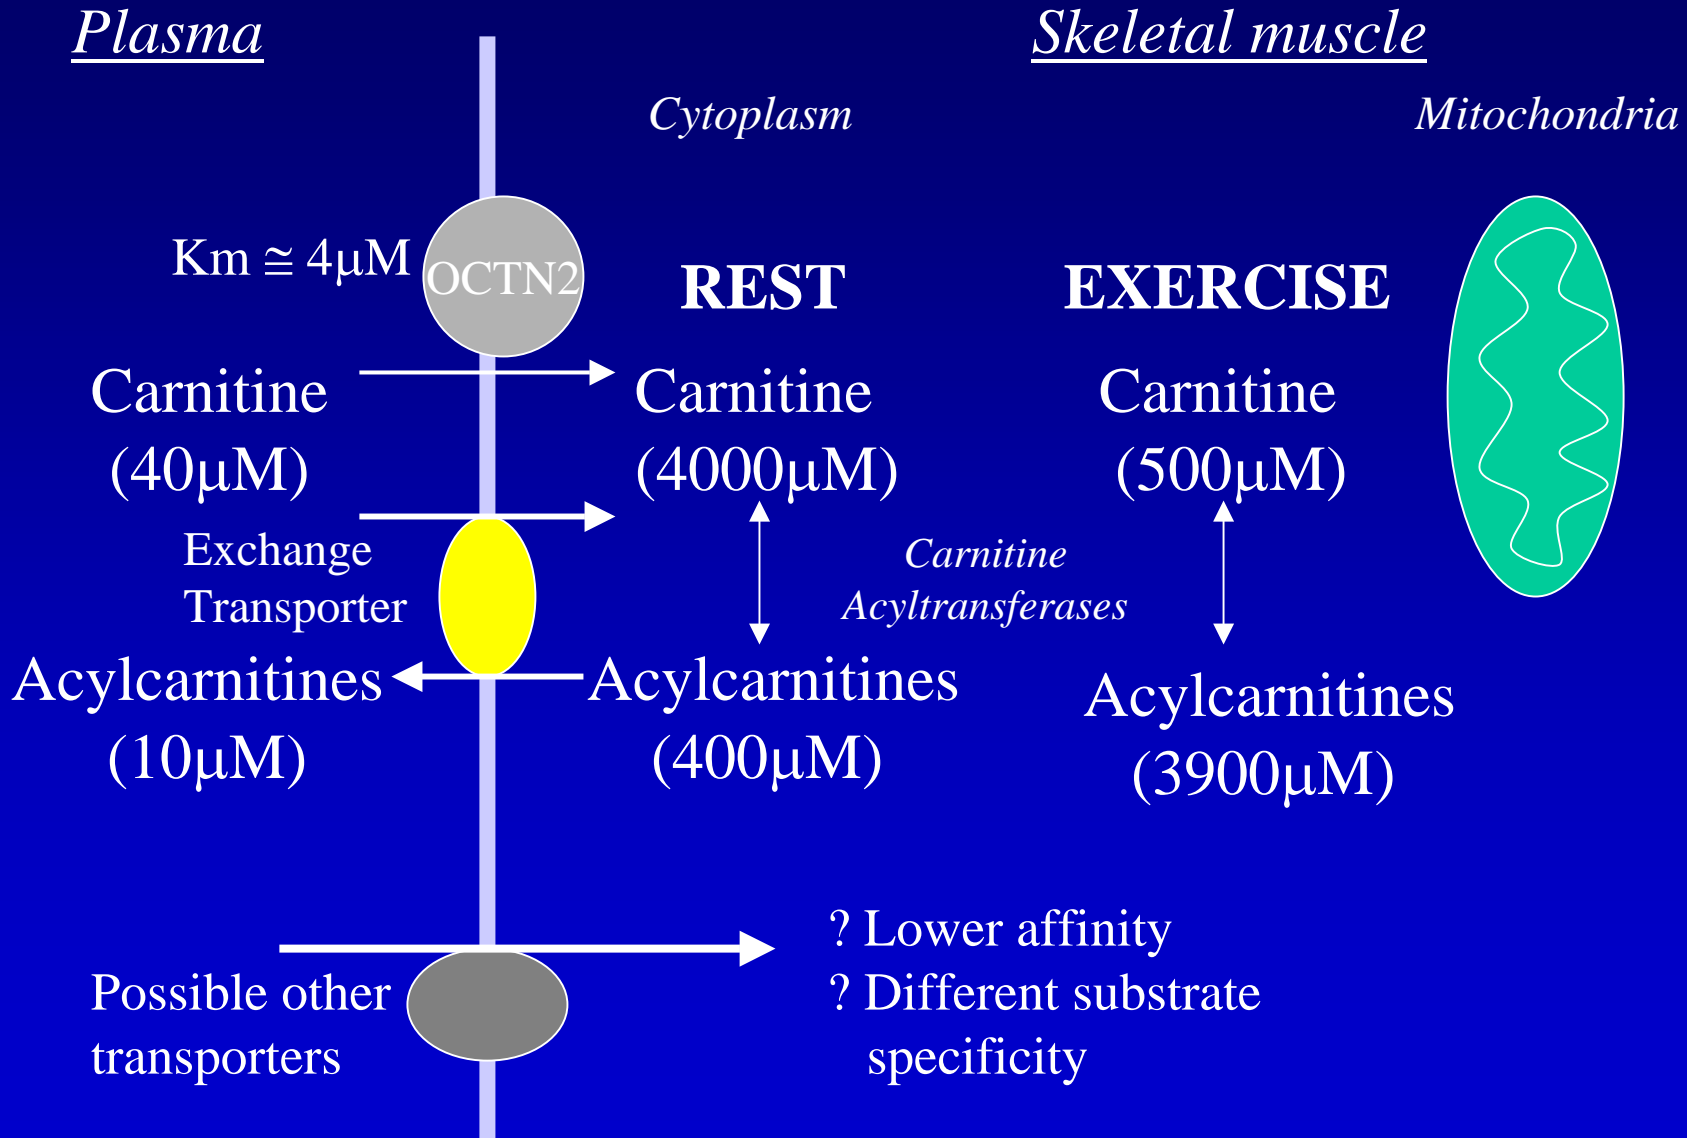 Plasma
Skeletal muscle
Cytoplasm
Mitochondria
Km ≅ 4μM
OCTN2
REST
EXERCISE
Carnitine
(40μM)
Carnitine
(4000μM)
Carnitine
(500μM)
Exchange
Transporter
Carnitine
Acyltransferases
Acylcarnitines
(10μM)
Acylcarnitines
(400μM)
Acylcarnitines
(3900μM)
Possible other
transporters
? Lower affinity
? Different substrate
specificity